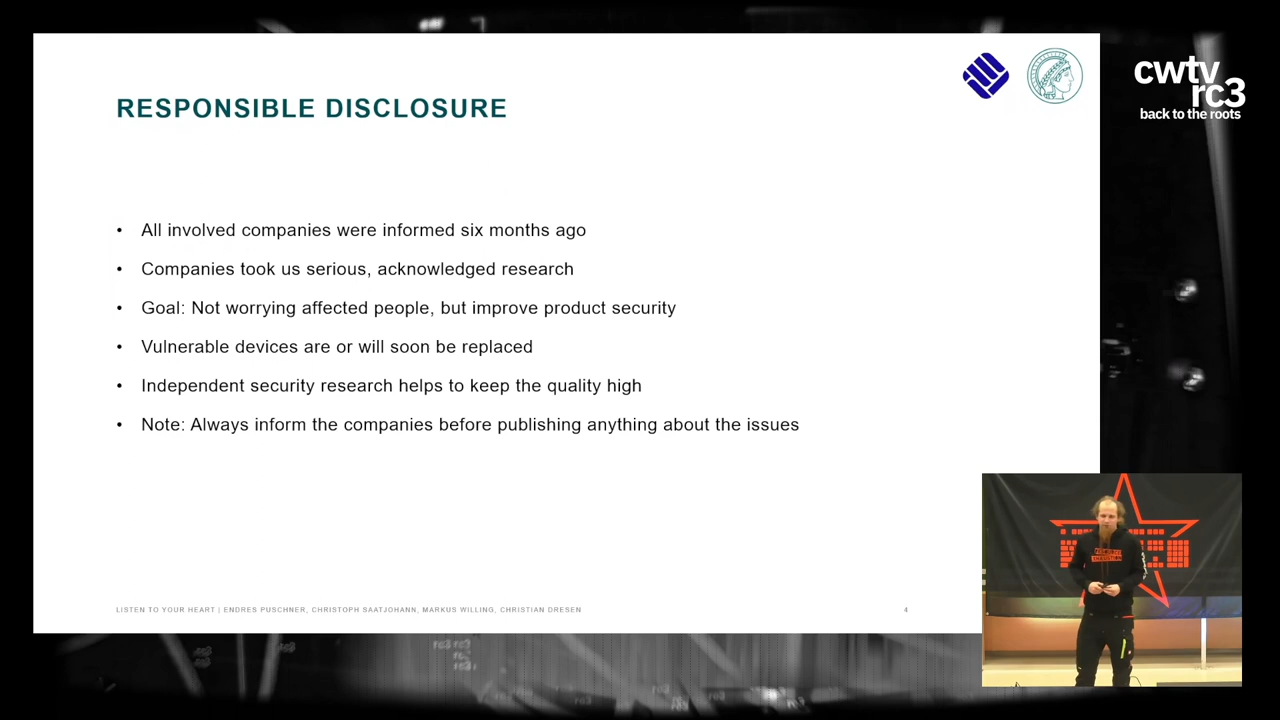 cwtv
rc3
back to the roots
RESPONSIBLE DISCLOSURE
• All involved companies were informed six months ago
• Companies took us serious, acknowledged research
• Goal: Not worrying affected people, but improve product security
• Vulnerable devices are or will soon be replaced
• Independent security research helps to keep the quality high
• Note: Always inform the companies before publishing anything about the issues
LISTEN TO YOUR HEART | ENDRES PUSCHNER, CHRISTOPH SAATJOHANN, MARKUS WILLING, CHRISTIAN DRESEN
4